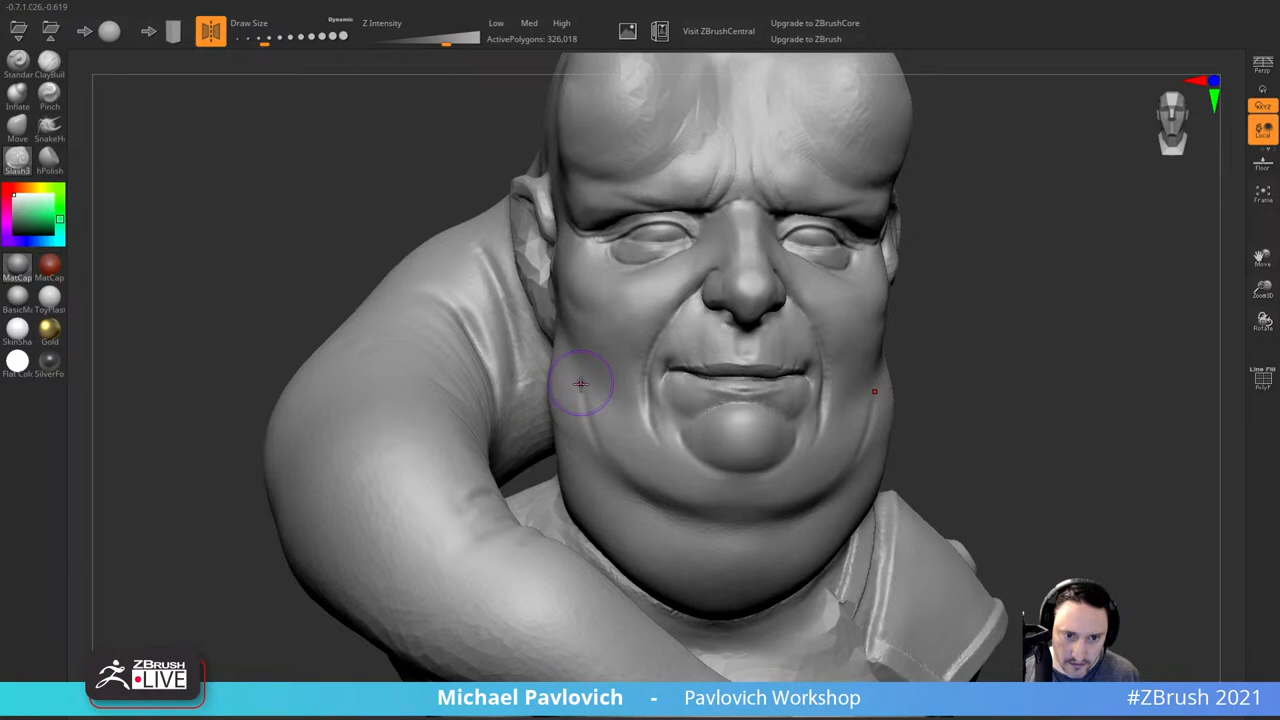 -0.7,1.026,-0.619
Draw Size
Dynamic
Z Intensity
Low Med High
ActivePolygons: 326,018
Visit ZBrushCentral
Upgrade to ZBrushCore
Upgrade to ZBrush
Standar ClayBuil
Inflate Pinch
Move SnakeH
Slash3 hPolish
MatCap MatCap
BasicMa ToyPlast
SkinSha Gold
Flat Colo SilverFo
Persp
XYZ
Local
Floor
Frame
Move
Zoom3D
Rotate
Line Fill
PolyF
ZBRUSH
LIVE
Michael Pavlovich - Pavlovich Workshop #ZBrush 2021